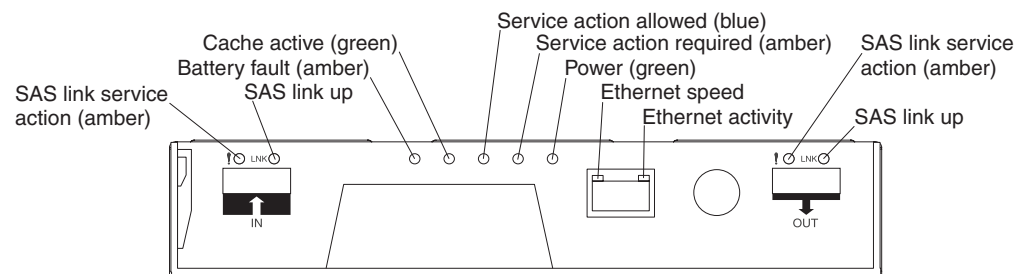 Service action allowed (blue)
Cache active (green)
Service action required (amber)
SAS link service
action (amber)
Battery fault (amber)
Power (green)
SAS link service
action (amber)
SAS link up
Ethernet speed
Ethernet activity
SAS link up
! LNK
! LNK
IN
OUT